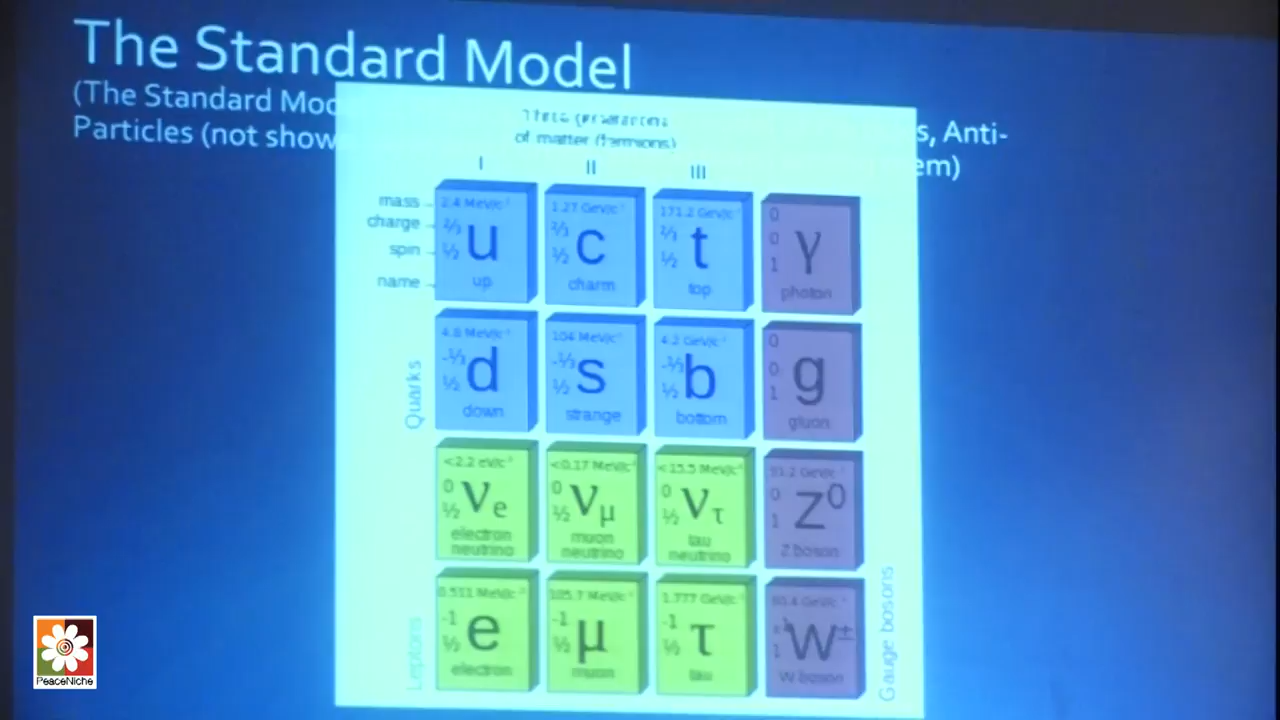 The Standard Model
(The Standard Mod
s, Anti-
Particles (not show
em)
of matter (fermions)
I II III
mass
charge
spin
name
2.4 MeV/c²
⅔
½
u
up
1.27 GeV/c²
⅔
½
c
charm
171.2 GeV/c²
⅔
½
t
top
0
0
1
γ
photon
Quarks
4.8 MeV/c²
-⅓
½
d
down
104 MeV/c²
-⅓
½
s
strange
4.2 GeV/c²
-⅓
½
b
bottom
0
0
1
g
gluon
<2.2 eV/c²
0
½
νe
electron
neutrino
<0.17 MeV/c²
0
½
νμ
muon
neutrino
<15.5 MeV/c²
0
½
ντ
tau
neutrino
91.2 GeV/c²
0
1
Z⁰
Z boson
Leptons
0.511 MeV/c²
-1
½
e
electron
105.7 MeV/c²
-1
½
μ
muon
1.777 GeV/c²
-1
½
τ
tau
80.4 GeV/c²
1
W±
W boson
Gauge bosons
PeaceNiche